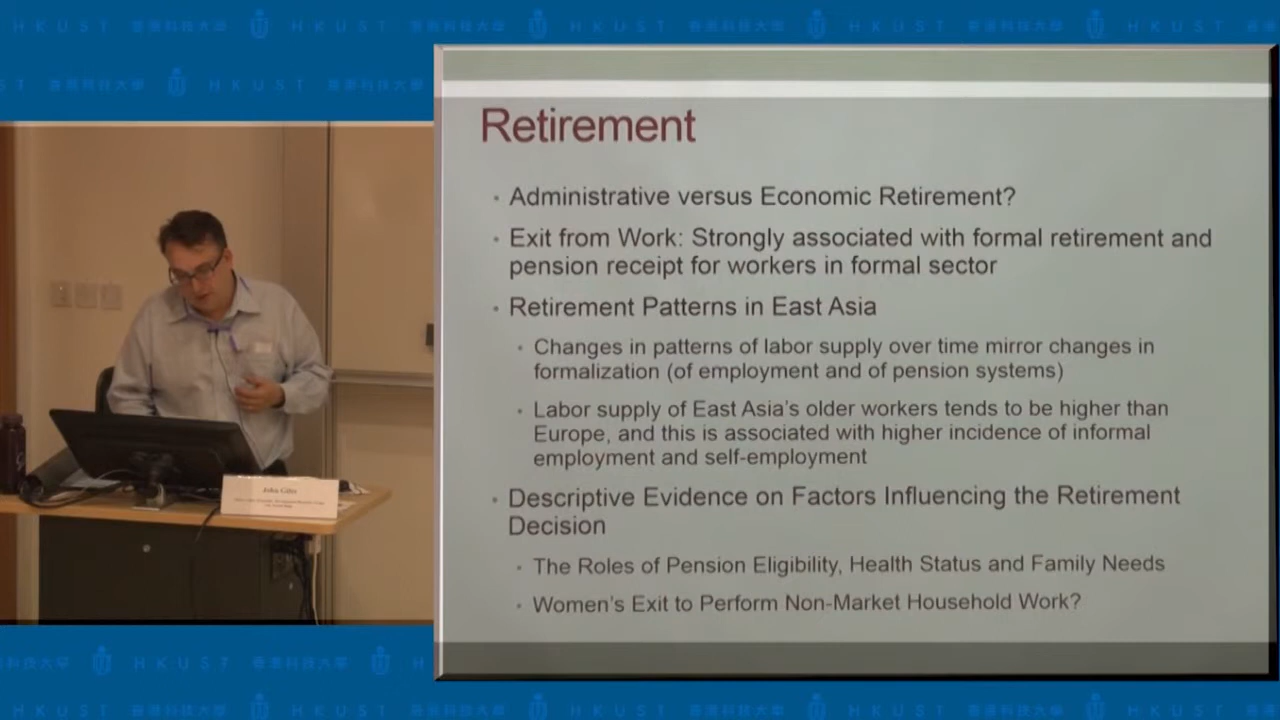 HKUST 香港科技大學 HKUST 香港科技大學 HKUST 香港科技大學 HKUST
香港科技大學 HKUST 香港科技大學
Retirement
Administrative versus Economic Retirement?
Exit from Work: Strongly associated with formal retirement and
pension receipt for workers in formal sector
Retirement Patterns in East Asia
Changes in patterns of labor supply over time mirror changes in
formalization (of employment and of pension systems)
Labor supply of East Asia's older workers tends to be higher than
Europe, and this is associated with higher incidence of informal
employment and self-employment
Descriptive Evidence on Factors Influencing the Retirement
Decision
The Roles of Pension Eligibility, Health Status and Family Needs
Women's Exit to Perform Non-Market Household Work?
John Giles
HKUST 香港科技大學
HKUST 香港科技大學 HKUST 香港科技大學 HKUST 香港科技大學 HKUST